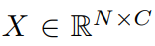 X ∈ ℝ^{N×C}